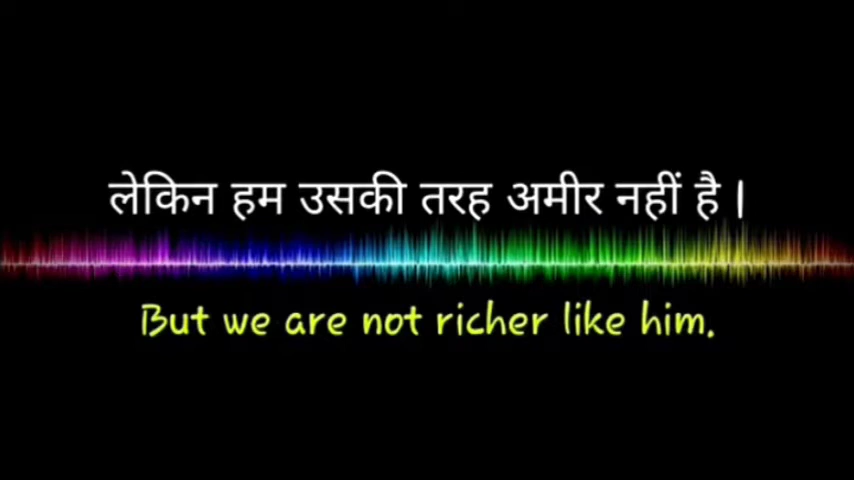 लेकिन हम उसकी तरह अमीर नहीं है।
But we are not richer like him.